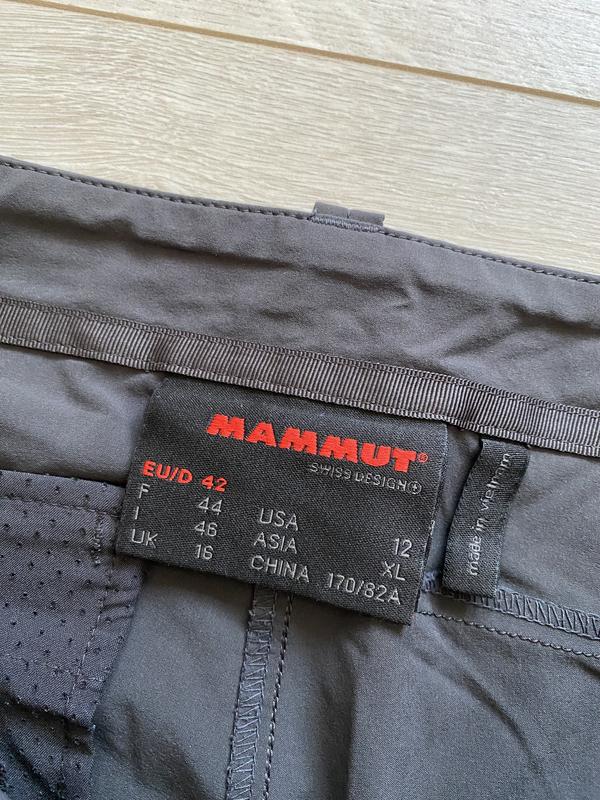 MAMMUT®
SWISS DESIGN
EU/D 42
F 44 USA 12
I 46 ASIA XL
UK 16 CHINA 170/82A
made in vietnam